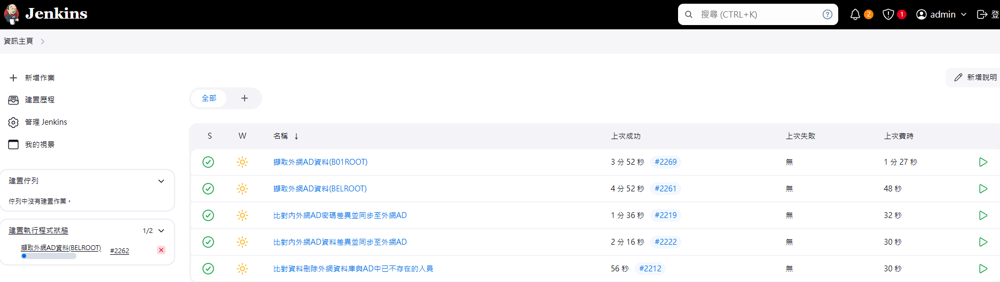 Jenkins
搜尋 (CTRL+K)
2
1
admin
登
資訊主頁
新增作業
建置歷程
管理 Jenkins
我的視景
新增說明
全部
建置佇列
佇列中沒有建置作業。
建置執行程式狀態 1/2
擷取外網AD資料(BELROOT) #2262
S W 名稱 ↓ 上次成功 上次失敗 上次費時
擷取外網AD資料(B01ROOT) 3 分 52 秒 #2269 無 1 分 27 秒
擷取外網AD資料(BELROOT) 4 分 52 秒 #2261 無 48 秒
比對內外網AD密碼差異並同步至外網AD 1 分 36 秒 #2219 無 32 秒
比對內外網AD資料差異並同步至外網AD 2 分 16 秒 #2222 無 30 秒
比對資料刪除外網資料庫與AD中已不存在的人員 56 秒 #2212 無 30 秒